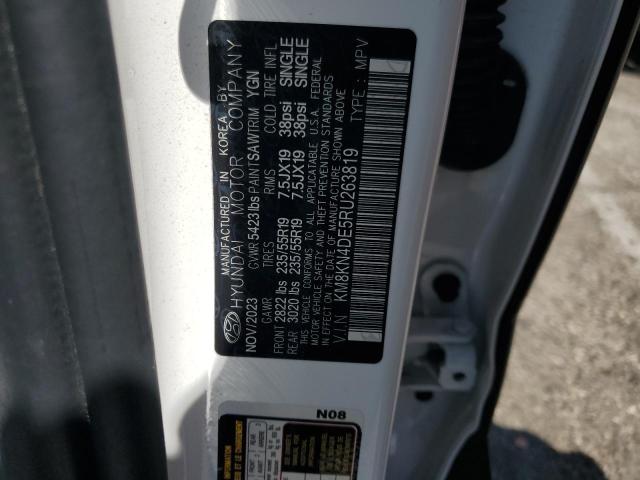 MANUFACTURED IN KOREA BY
HYUNDAI MOTOR COMPANY
NOV/2023 GVWR 5423lbs PAINT SAW TRIM YGN
GAWR TIRES RIMS COLD TIRE INFL
FRONT 2820 lbs 235/55R19 7.5JX19 38psi SINGLE
REAR 3020 lbs 235/55R19 7.5JX19 38psi SINGLE
THIS VEHICLE CONFORMS TO ALL APPLICABLE U.S.A. FEDERAL
MOTOR VEHICLE SAFETY, BUMPER, AND THEFT PREVENTION STANDARDS
IN EFFECT ON THE DATE OF MANUFACTURE SHOWN ABOVE
V.I.N KM8KN4DE5RU263819 TYPE: MPV
N08